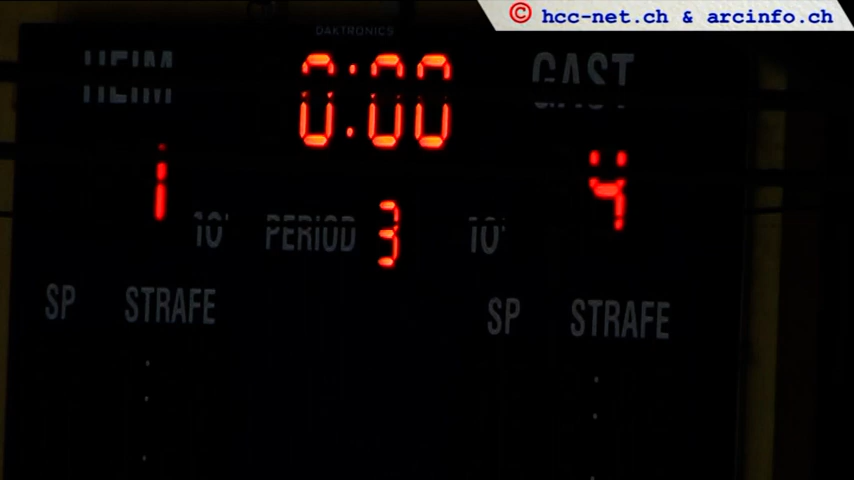 © hcc-net.ch & arcinfo.ch
DAKTRONICS
HEIM 0:00 GAST
1 4
10' PERIOD 3 10'
SP STRAFE SP STRAFE